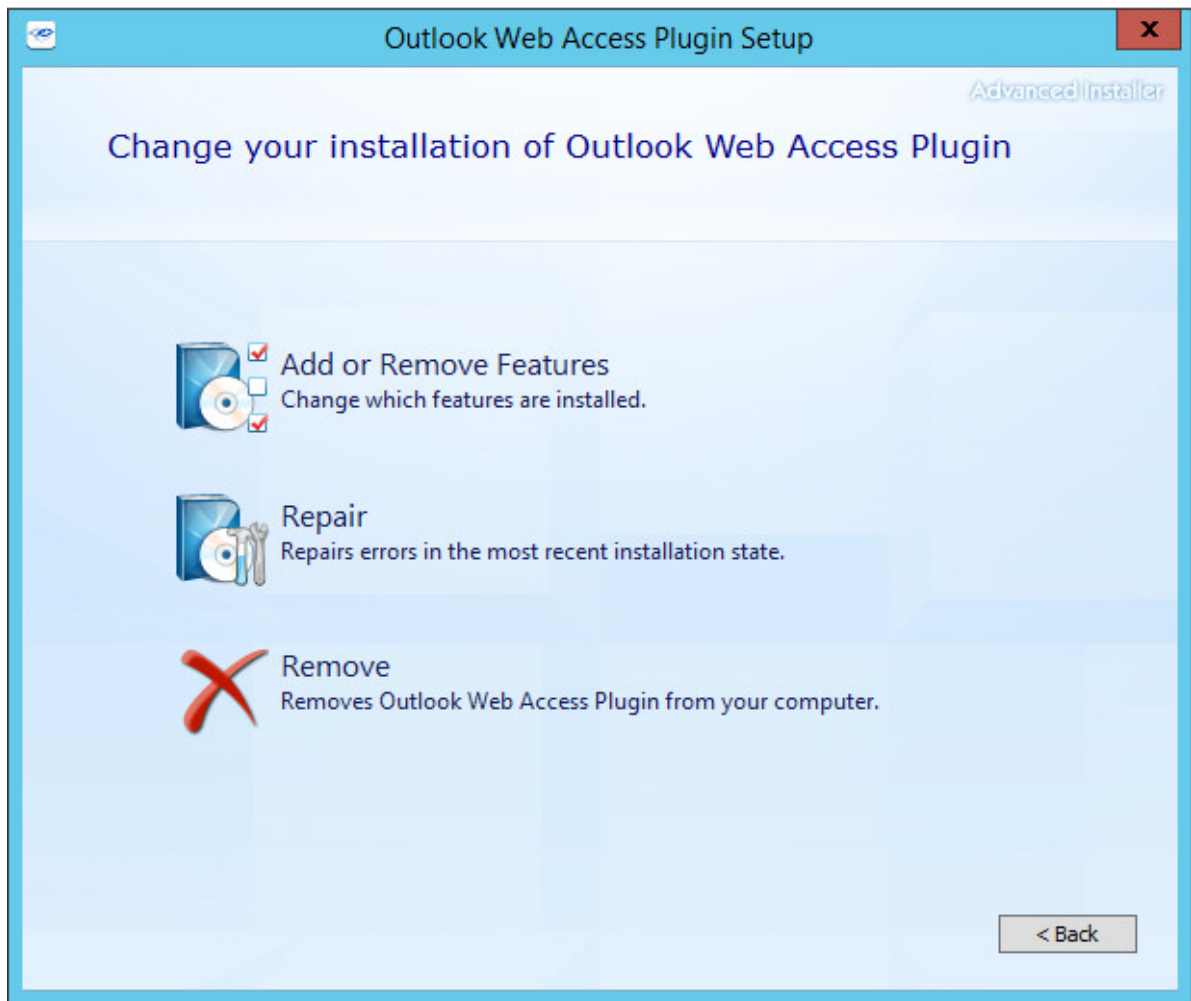 Outlook Web Access Plugin Setup
x
Advanced Installer
Change your installation of Outlook Web Access Plugin
Add or Remove Features
Change which features are installed.
Repair
Repairs errors in the most recent installation state.
Remove
Removes Outlook Web Access Plugin from your computer.
< Back